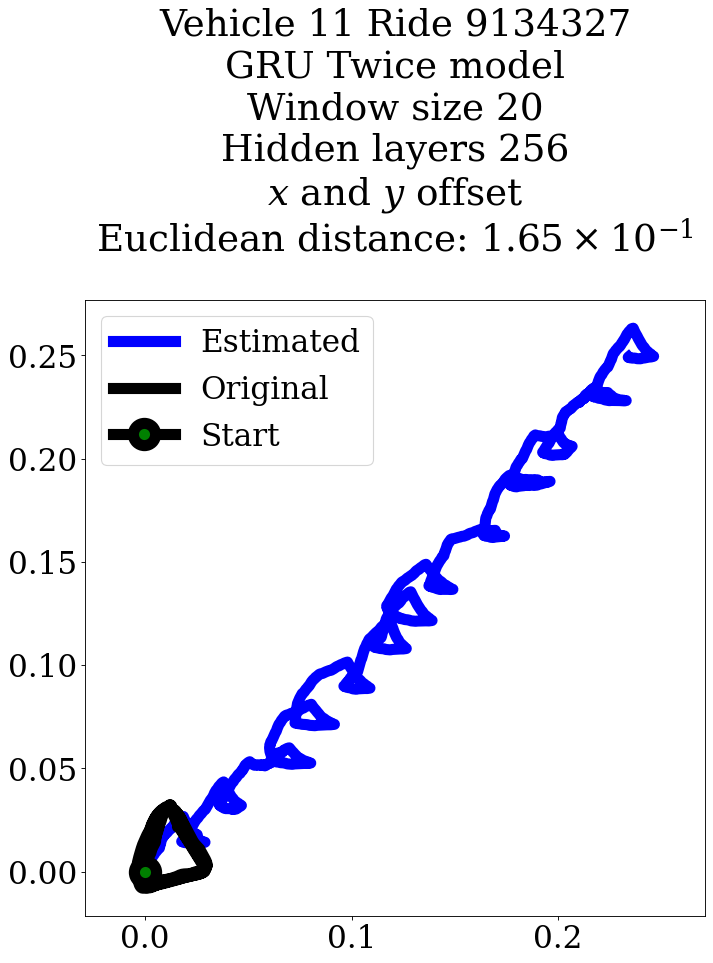 Vehicle 11 Ride 9134327
GRU Twice model
Window size 20
Hidden layers 256
x and y offset
Euclidean distance: 1.65 × 10⁻¹
Estimated
Original
Start
0.25
0.20
0.15
0.10
0.05
0.00
0.0 0.1 0.2